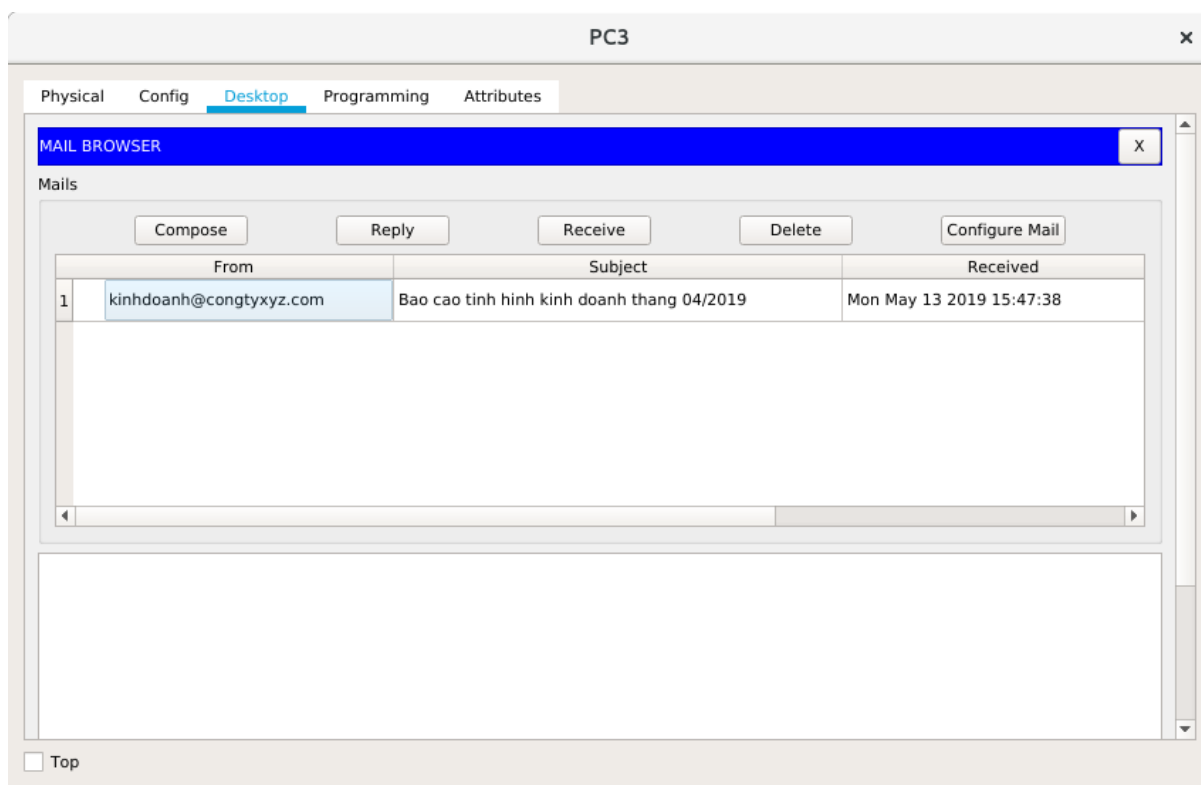 PC3
Physical Config Desktop Programming Attributes
MAIL BROWSER X
Mails
Compose Reply Receive Delete Configure Mail
From Subject Received
1 kinhdoanh@congtyxyz.com Bao cao tinh hinh kinh doanh thang 04/2019 Mon May 13 2019 15:47:38
Top